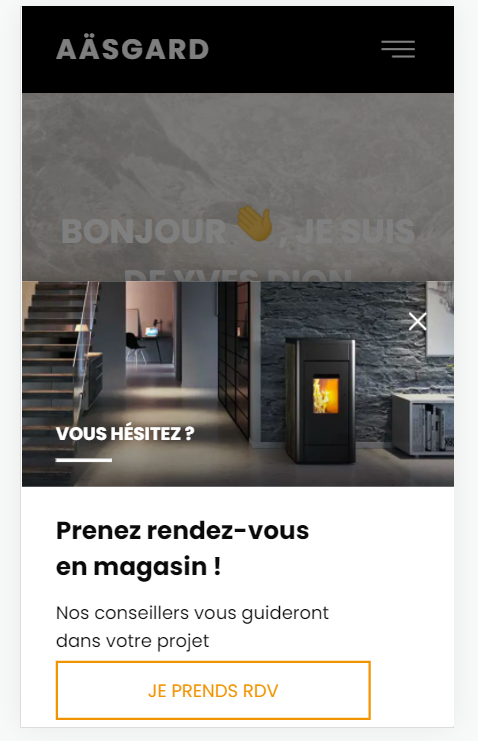 AÄSGARD
BONJOUR 👋, JE SUIS
DE YVES DION
VOUS HÉSITEZ ?
Prenez rendez-vous
en magasin !
Nos conseillers vous guideront
dans votre projet
JE PRENDS RDV